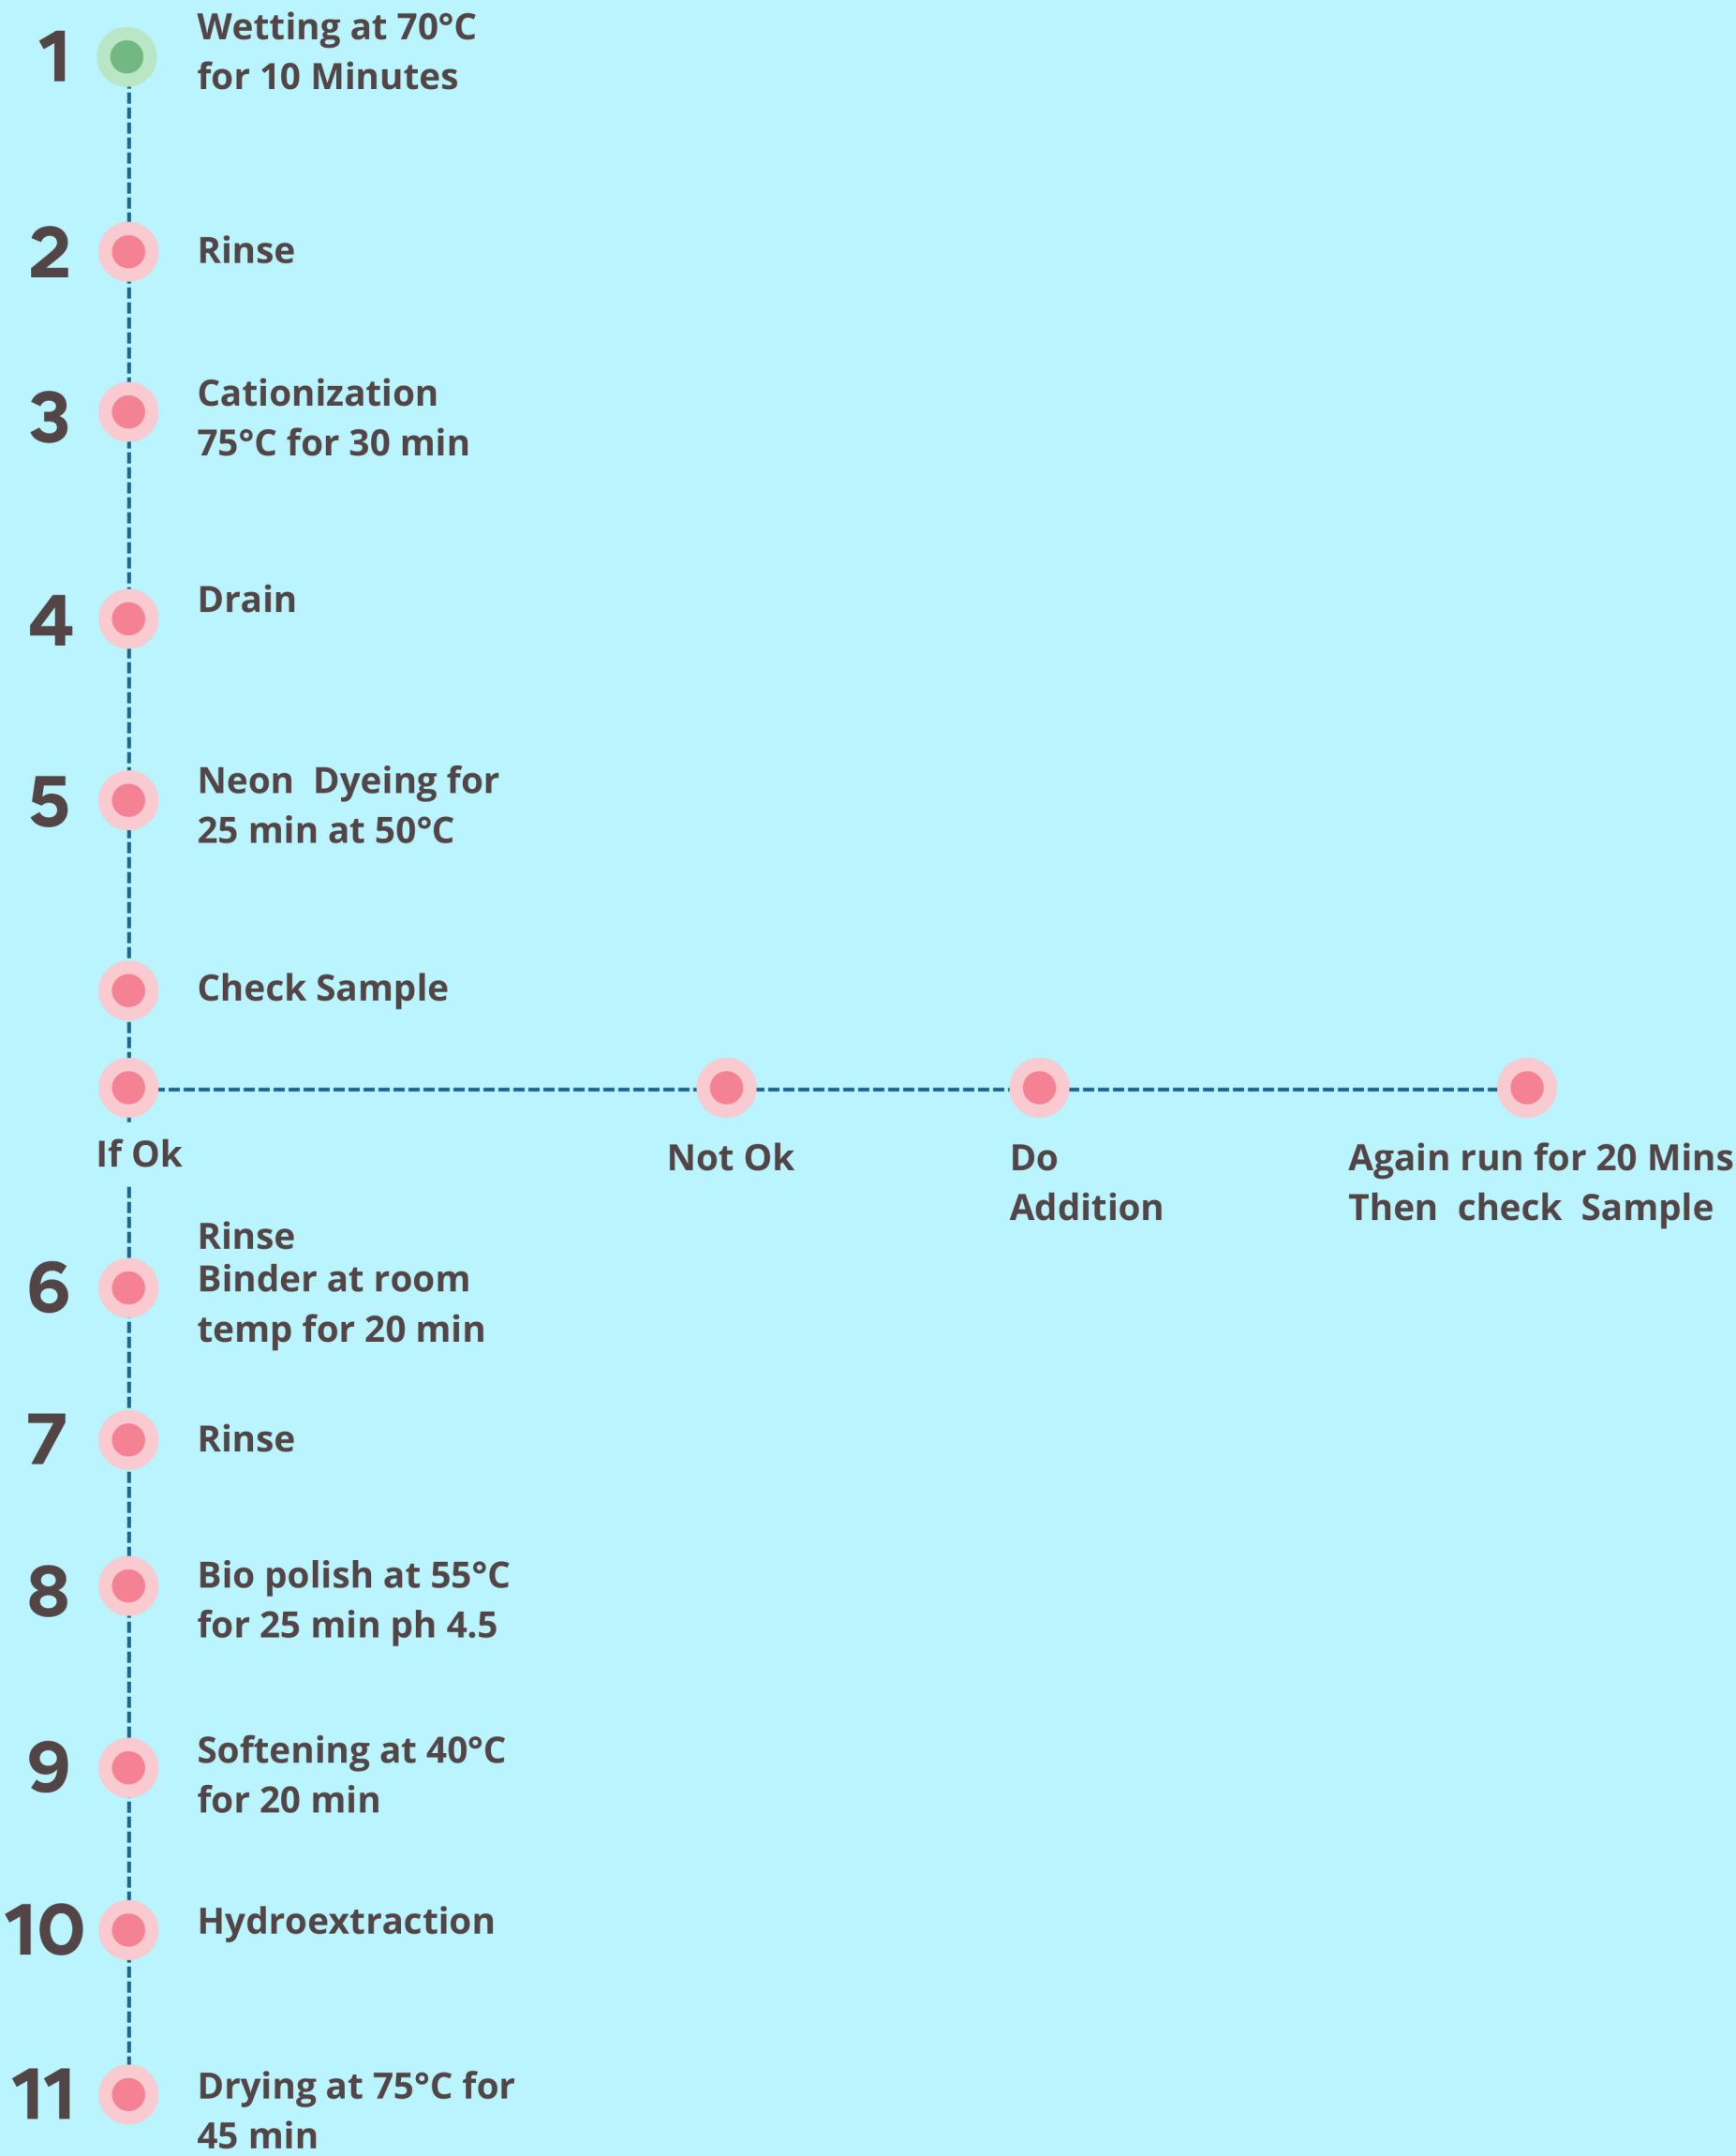 1
Wetting at 70°C
for 10 Minutes
2
Rinse
3
Cationization
75°C for 30 min
4
Drain
5
Neon  Dyeing for
25 min at 50°C
Check Sample
If Ok
Not Ok
Do
Addition
Again run for 20 Mins
Then  check  Sample
6
Rinse
Binder at room
temp for 20 min
7
Rinse
8
Bio polish at 55°C
for 25 min ph 4.5
9
Softening at 40°C
for 20 min
10
Hydroextraction
11
Drying at 75°C for
45 min